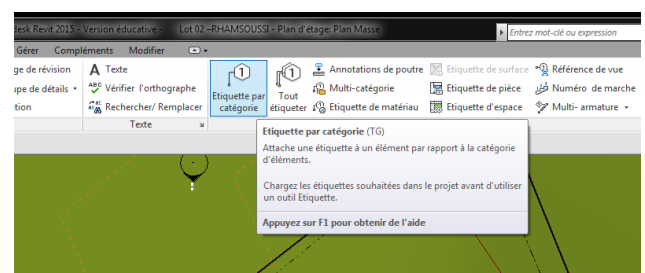 desk Revit 2015 - Version éducative - Lot 02 –RHAMSOUSSI - Plan d'étage: Plan Masse
Entrez mot-clé ou expression
Gérer Compléments Modifier
ge de révision
A Texte
Étiquette par catégorie
Tout étiqueter
Annotations de poutre
Etiquette de surface
Référence de vue
upe de détails
ABC Vérifier l'orthographe
Multi-catégorie
Etiquette de pièce
Numéro de marche
tion
Rechercher/ Remplacer
Etiquette de matériau
Etiquette d'espace
Multi- armature
Texte
Etiquette par catégorie (TG)
Attache une étiquette à un élément par rapport à la catégorie
d'éléments.
Chargez les étiquettes souhaitées dans le projet avant d'utiliser
un outil Etiquette.
Appuyez sur F1 pour obtenir de l'aide